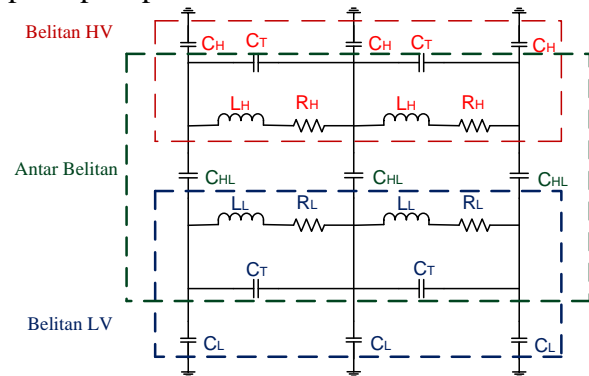 Belitan HV
CH CT CH CT CH
LH RH LH RH
Antar Belitan
CHL CHL CHL
LL RL LL RL
CT CT
Belitan LV
CL CL CL